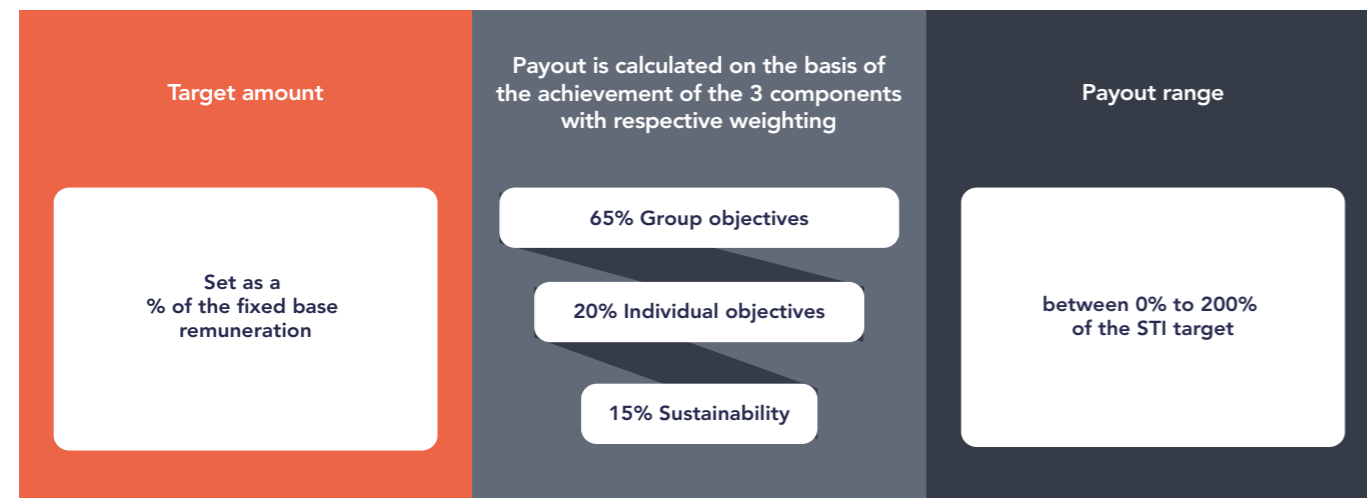 Target amount
Set as a
% of the fixed base
remuneration
Payout is calculated on the basis of
the achievement of the 3 components
with respective weighting
65% Group objectives
20% Individual objectives
15% Sustainability
Payout range
between 0% to 200%
of the STI target